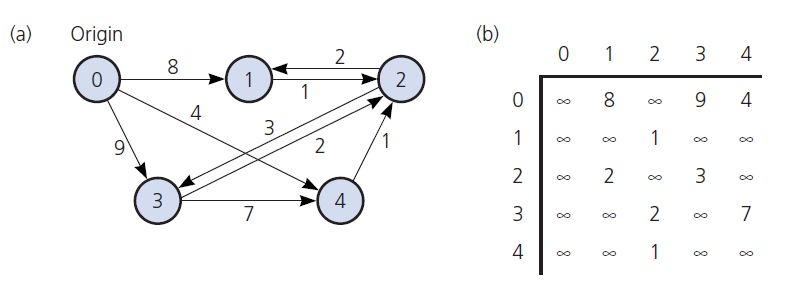 (a) Origin
0 8 1 2 1 2
4 3 2 1 9
3 7 4
(b)
0 1 2 3 4
0 ∞ 8 ∞ 9 4
1 ∞ ∞ 1 ∞ ∞
2 ∞ 2 ∞ 3 ∞
3 ∞ ∞ 2 ∞ 7
4 ∞ ∞ 1 ∞ ∞